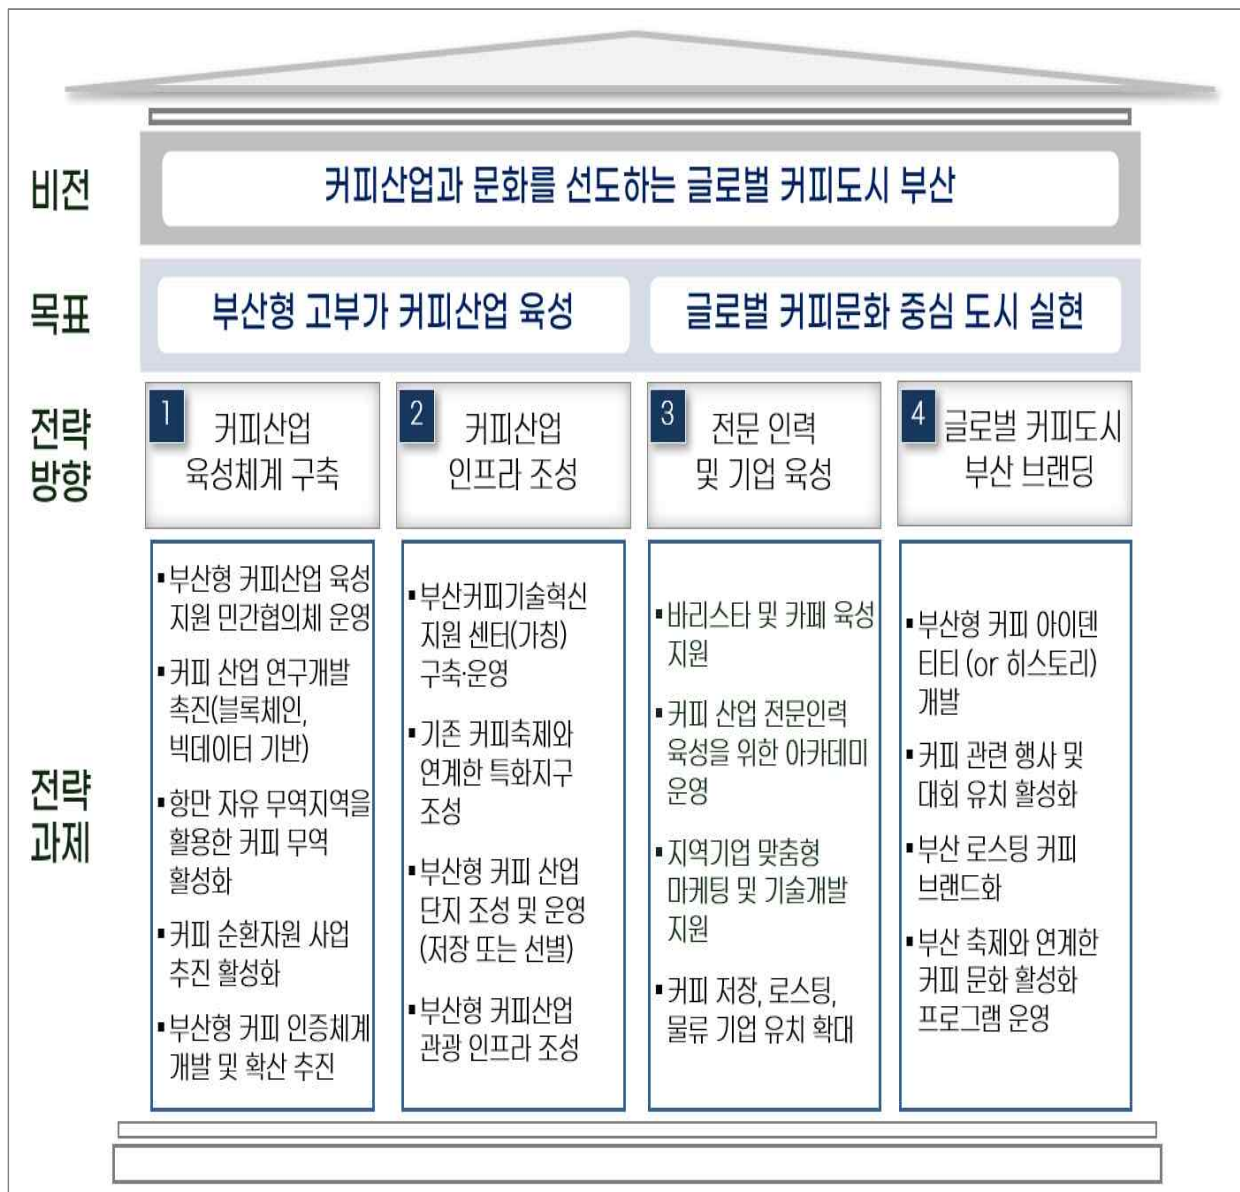 비전
커피산업과 문화를 선도하는 글로벌 커피도시 부산
목표
부산형 고부가 커피산업 육성
글로벌 커피문화 중심 도시 실현
전략
방향
1
커피산업
육성체계 구축
2
커피산업
인프라 조성
3
전문 인력
및 기업 육성
4
글로벌 커피도시
부산 브랜딩
전략
과제
▪부산형 커피산업 육성
지원 민간협의체 운영
▪커피 산업 연구개발
촉진(블록체인,
빅데이터 기반)
▪항만 자유 무역지역을
활용한 커피 무역
활성화
▪커피 순환자원 사업
추진 활성화
▪부산형 커피 인증체계
개발 및 확산 추진
▪부산커피기술혁신
지원 센터(가칭)
구축·운영
▪기존 커피축제와
연계한 특화지구
조성
▪부산형 커피 산업
단지 조성 및 운영
(저장 또는 선별)
▪부산형 커피산업
관광 인프라 조성
▪바리스타 및 카페 육성
지원
▪커피 산업 전문인력
육성을 위한 아카데미
운영
▪지역기업 맞춤형
마케팅 및 기술개발
지원
▪커피 저장, 로스팅,
물류 기업 유치 확대
▪부산형 커피 아이덴
티티 (or 히스토리)
개발
▪커피 관련 행사 및
대회 유치 활성화
▪부산 로스팅 커피
브랜드화
▪부산 축제와 연계한
커피 문화 활성화
프로그램 운영